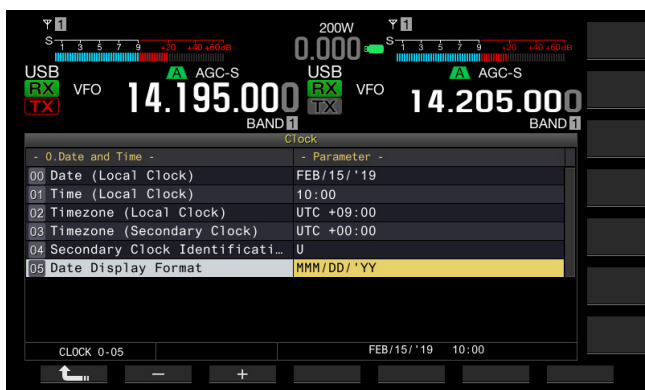 1 200W 1
S 1 3 5 7 9 +20 +40 +60dB 0.000 S 1 3 5 7 9 +20 +40 +60dB
USB A AGC-S USB A AGC-S
RX VFO 14.195.000 RX VFO 14.205.000
TX TX
BAND 1 BAND 1
Clock
- 0.Date and Time - - Parameter -
00 Date (Local Clock) FEB/15/'19
01 Time (Local Clock) 10:00
02 Timezone (Local Clock) UTC +09:00
03 Timezone (Secondary Clock) UTC +00:00
04 Secondary Clock Identificati... U
05 Date Display Format MMM/DD/'YY
CLOCK 0-05 FEB/15/'19 10:00
− +